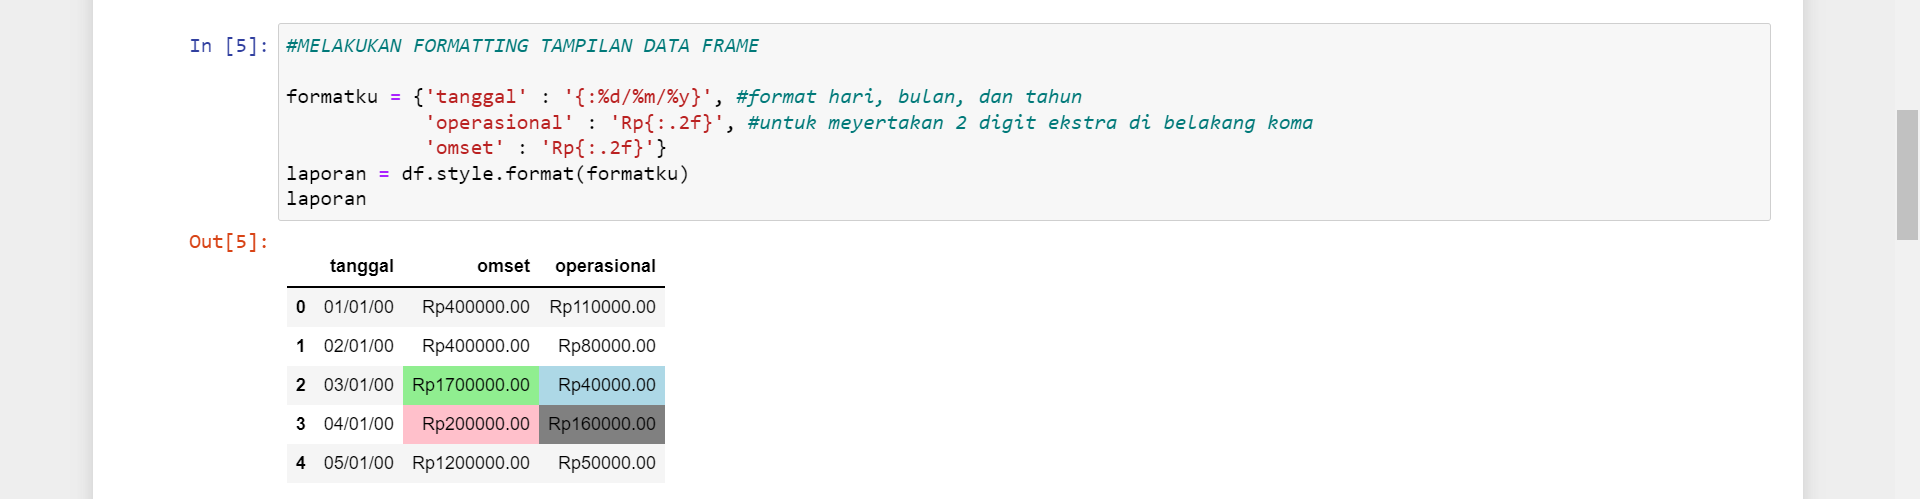 In [5]: #MELAKUKAN FORMATTING TAMPILAN DATA FRAME
formatku = {'tanggal' : '{:%d/%m/%y}', #format hari, bulan, dan tahun
'operasional' : 'Rp{:.2f}', #untuk meyertakan 2 digit ekstra di belakang koma
'omset' : 'Rp{:.2f}'}
laporan = df.style.format(formatku)
laporan
Out[5]:
tanggal omset operasional
0 01/01/00 Rp400000.00 Rp110000.00
1 02/01/00 Rp400000.00 Rp80000.00
2 03/01/00 Rp1700000.00 Rp40000.00
3 04/01/00 Rp200000.00 Rp160000.00
4 05/01/00 Rp1200000.00 Rp50000.00